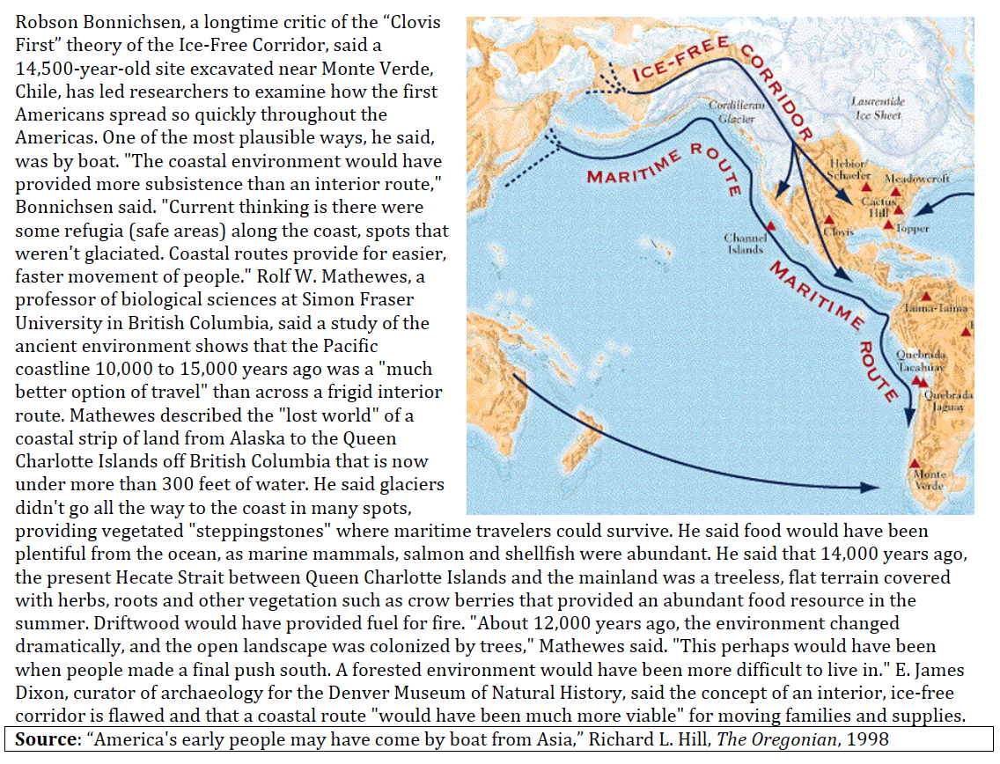 Robson Bonnichsen, a longtime critic of the “Clovis
First” theory of the Ice-Free Corridor, said a
14,500-year-old site excavated near Monte Verde,
Chile, has led researchers to examine how the first
Americans spread so quickly throughout the
Americas. One of the most plausible ways, he said,
was by boat. "The coastal environment would have
provided more subsistence than an interior route,"
Bonnichsen said. "Current thinking is there were
some refugia (safe areas) along the coast, spots that
weren't glaciated. Coastal routes provide for easier,
faster movement of people." Rolf W. Mathewes, a
professor of biological sciences at Simon Fraser
University in British Columbia, said a study of the
ancient environment shows that the Pacific
coastline 10,000 to 15,000 years ago was a "much
better option of travel" than across a frigid interior
route. Mathewes described the "lost world" of a
coastal strip of land from Alaska to the Queen
Charlotte Islands off British Columbia that is now
under more than 300 feet of water. He said glaciers
didn't go all the way to the coast in many spots,
providing vegetated "steppingstones" where maritime travelers could survive. He said food would have been
plentiful from the ocean, as marine mammals, salmon and shellfish were abundant. He said that 14,000 years ago,
the present Hecate Strait between Queen Charlotte Islands and the mainland was a treeless, flat terrain covered
with herbs, roots and other vegetation such as crow berries that provided an abundant food resource in the
summer. Driftwood would have provided fuel for fire. "About 12,000 years ago, the environment changed
dramatically, and the open landscape was colonized by trees," Mathewes said. "This perhaps would have been
when people made a final push south. A forested environment would have been more difficult to live in." E. James
Dixon, curator of archaeology for the Denver Museum of Natural History, said the concept of an interior, ice-free
corridor is flawed and that a coastal route "would have been much more viable" for moving families and supplies.
Source: “America's early people may have come by boat from Asia,” Richard L. Hill, The Oregonian, 1998
ICE-FREE CORRIDOR
Cordilleran
Glacier
Laurentide
Ice Sheet
MARITIME ROUTE
Hebior/
Schaefer
Meadowcroft
Cactus
Hill
Topper
Clovis
Channel
Islands
MARITIME ROUTE
Taima-Taima
Quebrada
Tacahuay
Quebrada
Jaguay
Monte
Verde